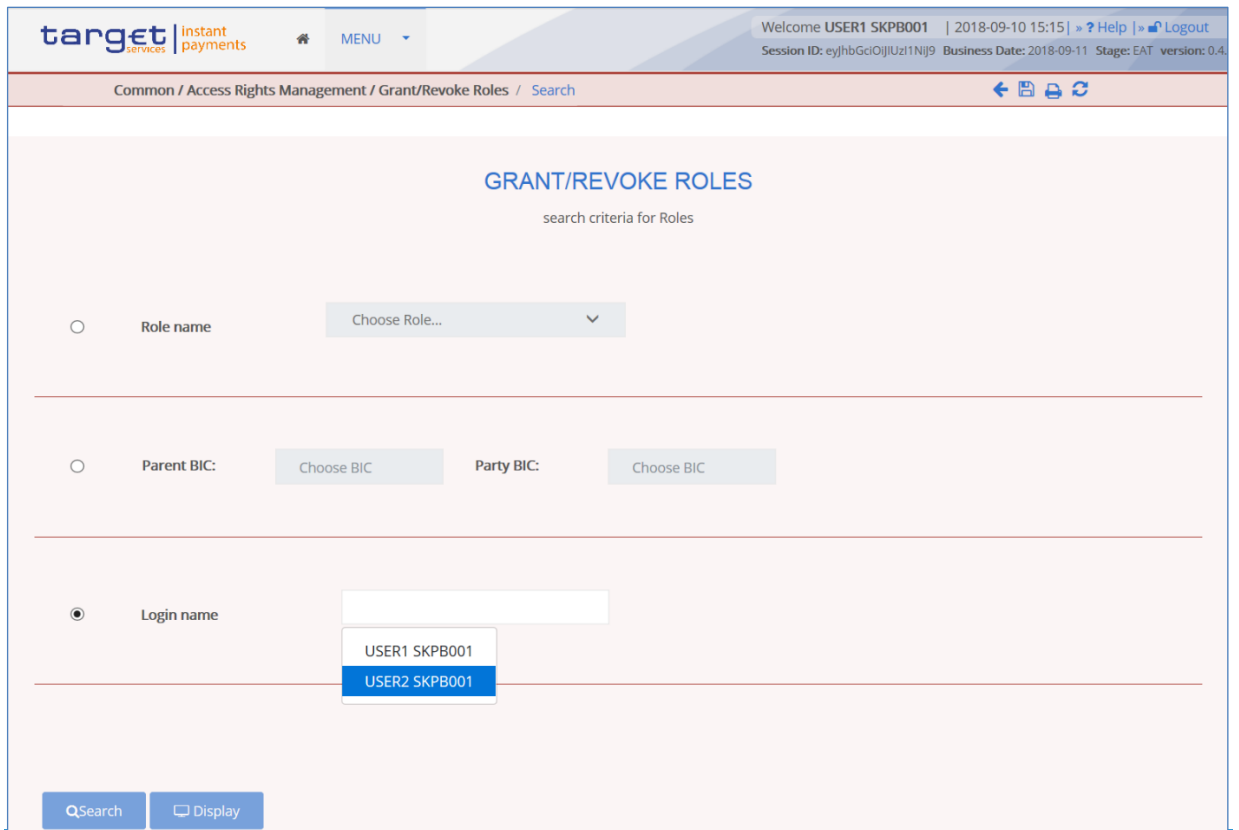 target services instant payments
MENU
Welcome USER1 SKPB001 | 2018-09-10 15:15| » ? Help |» Logout
Session ID: eyJhbGciOiJIUzI1NiJ9 Business Date: 2018-09-11 Stage: EAT version: 0.4.
Common / Access Rights Management / Grant/Revoke Roles / Search
GRANT/REVOKE ROLES
search criteria for Roles
Role name Choose Role...
Parent BIC: Choose BIC Party BIC: Choose BIC
Login name
USER1 SKPB001
USER2 SKPB001
Search Display